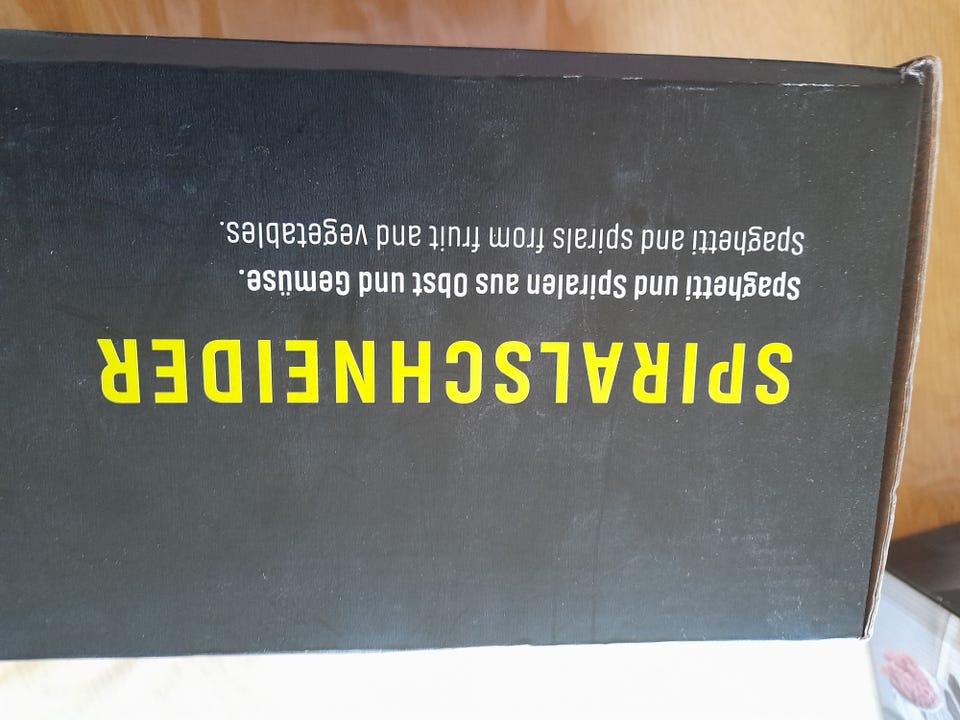 SPIRALSCHNEIDER
Spaghetti und Spiralen aus Obst und Gemüse.
Spaghetti and spirals from fruit and vegetables.